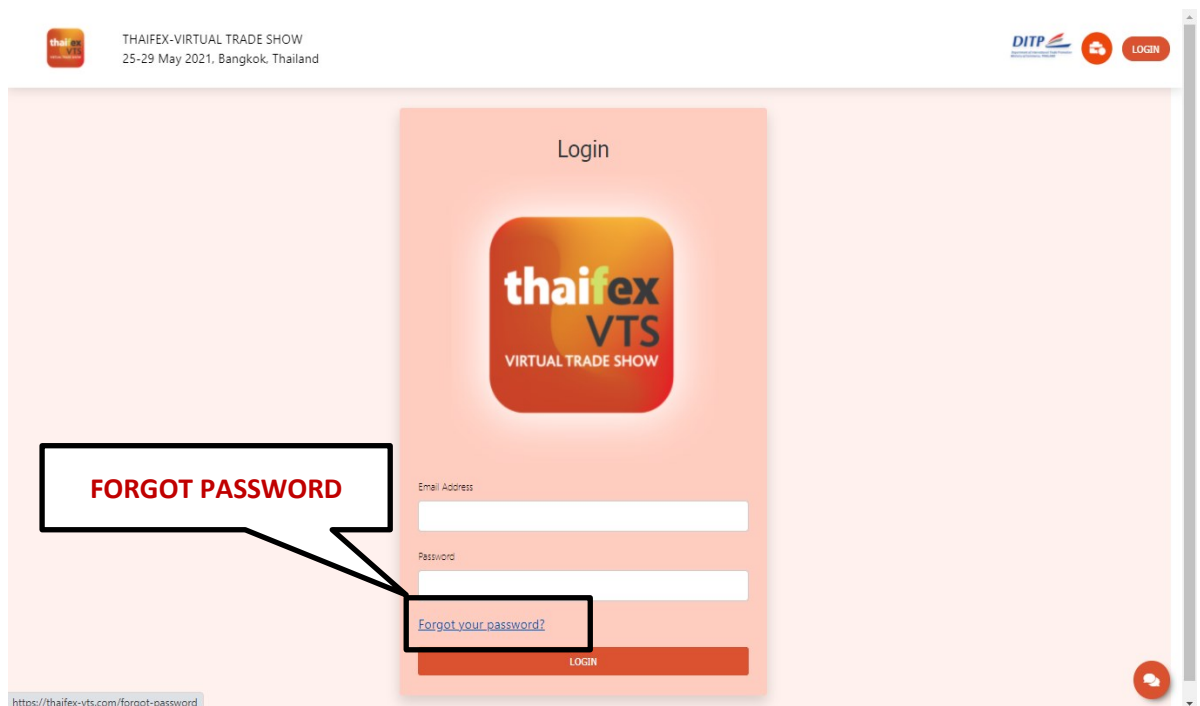 thaifex
VTS
THAIFEX-VIRTUAL TRADE SHOW
25-29 May 2021, Bangkok, Thailand
DITP
LOGIN
Login
thaifex
VTS
VIRTUAL TRADE SHOW
FORGOT PASSWORD
Email Address
Password
Forgot your password?
LOGIN
https://thaifex-vts.com/forgot-password